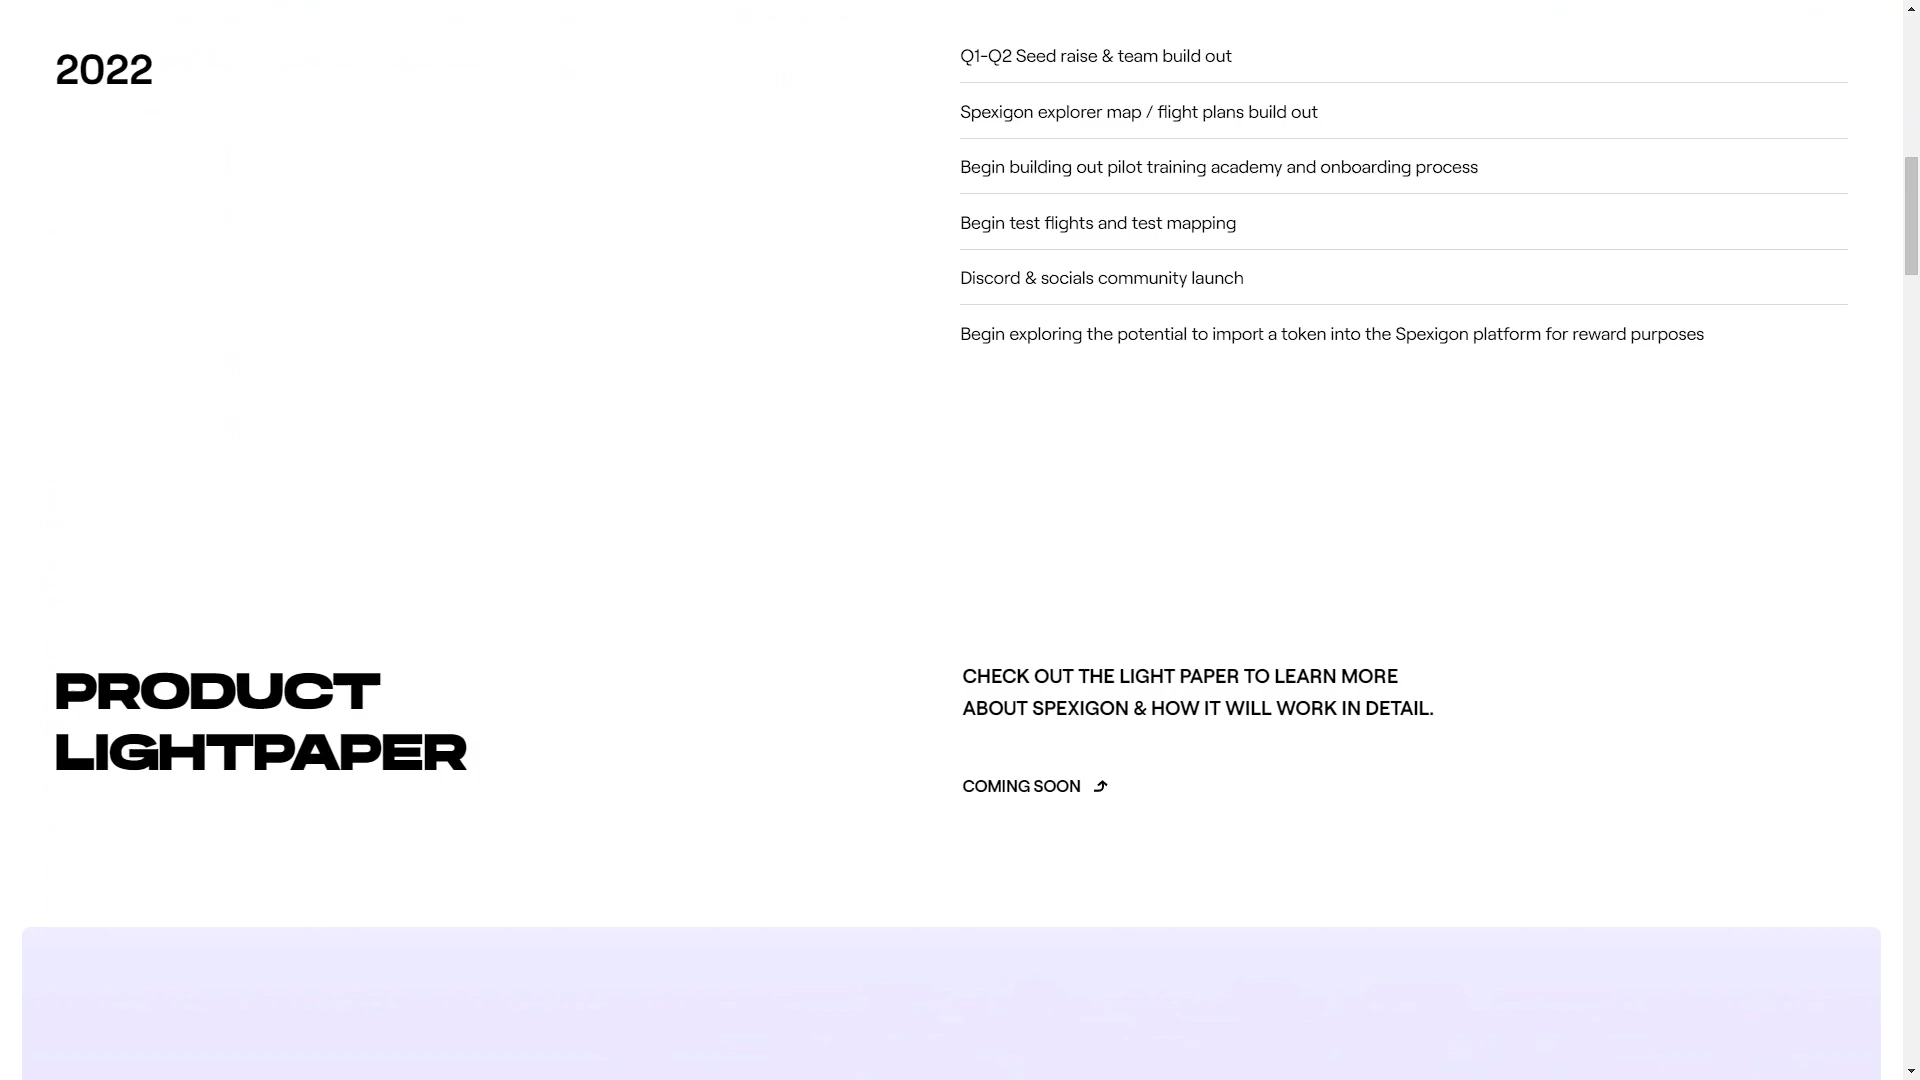 2022
Q1-Q2 Seed raise & team build out
Spexigon explorer map / flight plans build out
Begin building out pilot training academy and onboarding process
Begin test flights and test mapping
Discord & socials community launch
Begin exploring the potential to import a token into the Spexigon platform for reward purposes
PRODUCT
LIGHTPAPER
CHECK OUT THE LIGHT PAPER TO LEARN MORE
ABOUT SPEXIGON & HOW IT WILL WORK IN DETAIL.
COMING SOON